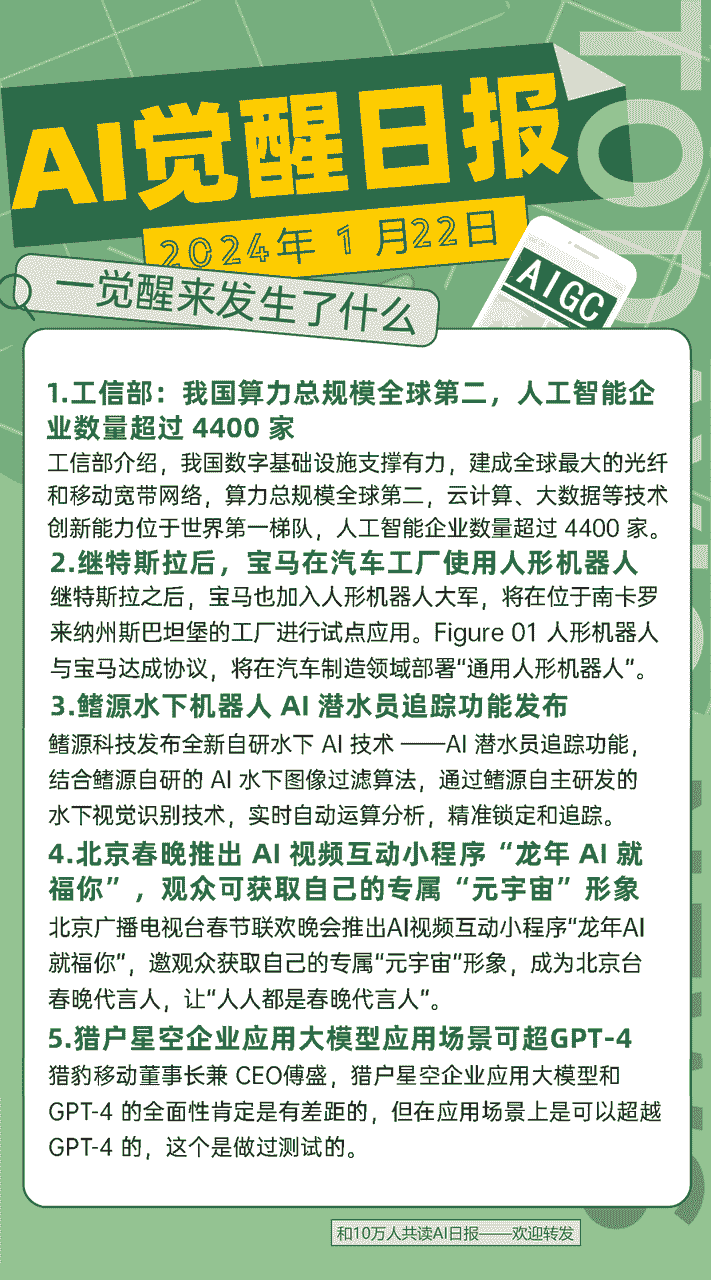 AI觉醒日报
2024年 1 月22日
一觉醒来发生了什么
AIGC
1.工信部：我国算力总规模全球第二，人工智能企
业数量超过 4400 家
工信部介绍，我国数字基础设施支撑有力，建成全球最大的光纤
和移动宽带网络，算力总规模全球第二，云计算、大数据等技术
创新能力位于世界第一梯队，人工智能企业数量超过 4400 家。
2.继特斯拉后，宝马在汽车工厂使用人形机器人
继特斯拉之后，宝马也加入人形机器人大军，将在位于南卡罗
来纳州斯巴坦堡的工厂进行试点应用。Figure 01 人形机器人
与宝马达成协议，将在汽车制造领域部署“通用人形机器人”。
3.鳍源水下机器人 AI 潜水员追踪功能发布
鳍源科技发布全新自研水下 AI 技术 ——AI 潜水员追踪功能，
结合鳍源自研的 AI 水下图像过滤算法，通过鳍源自主研发的
水下视觉识别技术，实时自动运算分析，精准锁定和追踪。
4.北京春晚推出 AI 视频互动小程序“龙年 AI 就
福你”，观众可获取自己的专属“元宇宙”形象
北京广播电视台春节联欢晚会推出AI视频互动小程序“龙年AI
就福你”，邀观众获取自己的专属“元宇宙”形象，成为北京台
春晚代言人，让“人人都是春晚代言人”。
5.猎户星空企业应用大模型应用场景可超GPT-4
猎豹移动董事长兼 CEO傅盛，猎户星空企业应用大模型和
GPT-4 的全面性肯定是有差距的，但在应用场景上是可以超越
GPT-4 的，这个是做过测试的。
和10万人共读AI日报——欢迎转发